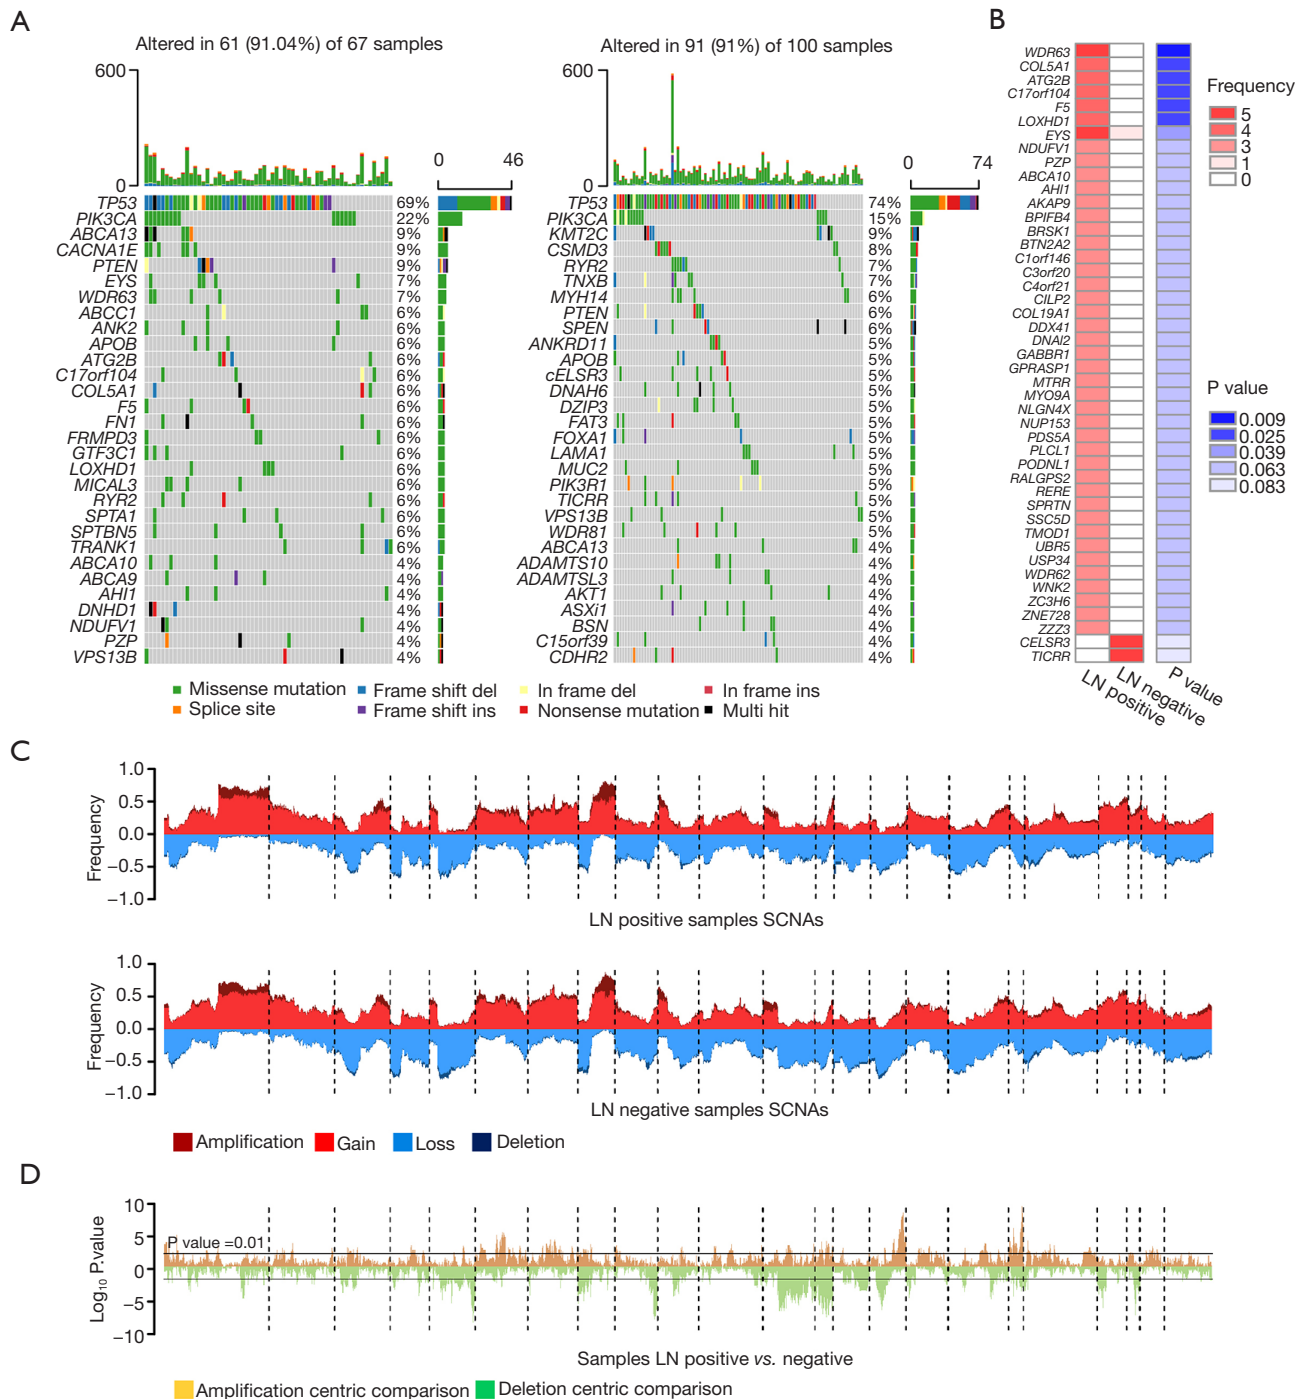 A
Altered in 61 (91.04%) of 67 samples
600
0
0 46
TP53 69%
PIK3CA 22%
ABCA13 9%
CACNA1E 9%
PTEN 9%
EYS 7%
WDR63 7%
ABCC1 6%
ANK2 6%
APOB 6%
ATG2B 6%
C17orf104 6%
COL5A1 6%
F5 6%
FN1 6%
FRMPD3 6%
GTF3C1 6%
LOXHD1 6%
MICAL3 6%
RYR2 6%
SPTA1 6%
SPTBN5 6%
TRANK1 6%
ABCA10 4%
ABCA9 4%
AHI1 4%
DNHD1 4%
NDUFV1 4%
PZP 4%
VPS13B 4%
Altered in 91 (91%) of 100 samples
600
0
0 74
TP53 74%
PIK3CA 15%
KMT2C 9%
CSMD3 8%
RYR2 7%
TNXB 7%
MYH14 6%
PTEN 6%
SPEN 6%
ANKRD11 5%
APOB 5%
cELSR3 5%
DNAH6 5%
DZIP3 5%
FAT3 5%
FOXA1 5%
LAMA1 5%
MUC2 5%
PIK3R1 5%
TICRR 5%
VPS13B 5%
WDR81 5%
ABCA13 4%
ADAMTS10 4%
ADAMTSL3 4%
AKT1 4%
ASXi1 4%
BSN 4%
C15orf39 4%
CDHR2 4%
Missense mutation Frame shift del In frame del In frame ins
Splice site Frame shift ins Nonsense mutation Multi hit
B
WDR63
COL5A1
ATG2B
C17orf104
F5
LOXHD1
EYS
NDUFV1
PZP
ABCA10
AHI1
AKAP9
BPIFB4
BRSK1
BTN2A2
C1orf146
C3orf20
C4orf21
CILP2
COL19A1
DDX41
DNAI2
GABBR1
GPRASP1
MTRR
MYO9A
NLGN4X
NUP153
PDS5A
PLCL1
PODNL1
RALGPS2
RERE
SPRTN
SSC5D
TMOD1
UBR5
USP34
WDR62
WNK2
ZC3H6
ZNE728
ZZZ3
CELSR3
TICRR
LN positive
LN negative
P value
Frequency
5
4
3
1
0
P value
0.009
0.025
0.039
0.063
0.083
C
1.0
0.5
0.0
−0.5
−1.0
Frequency
LN positive samples SCNAs
1.0
0.5
0.0
−0.5
−1.0
Frequency
LN negative samples SCNAs
Amplification Gain Loss Deletion
D
10
5
0
−5
−10
Log10 P.value
P value =0.01
Samples LN positive vs. negative
Amplification centric comparison Deletion centric comparison